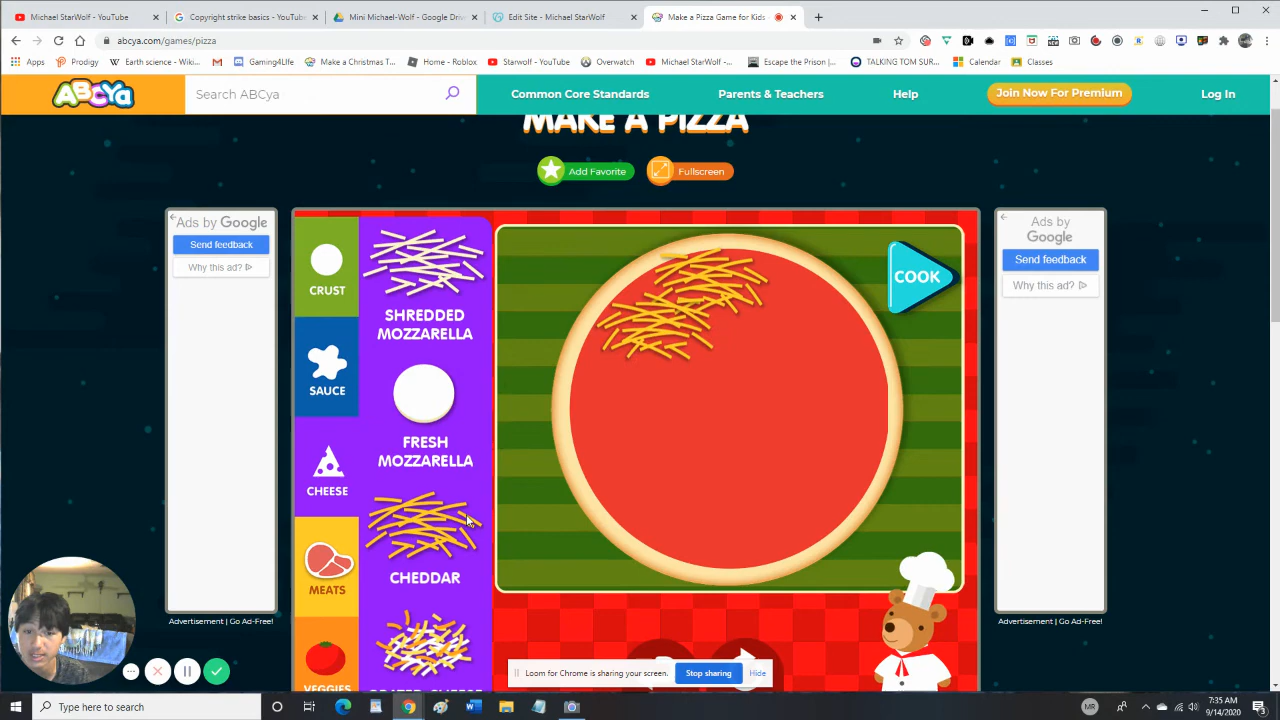 Michael StarWolf - YouTube
Copyright strike basics - YouTube
Mini Michael-Wolf - Google Driv
Edit Site - Michael StarWolf
Make a Pizza Game for Kids
abcya.com/games/pizza
Apps
Prodigy
Earth science - Wiki...
Gaming4Life
Make a Christmas T...
Home - Roblox
Starwolf - YouTube
Overwatch
Michael StarWolf -...
Escape the Prison |...
TALKING TOM SUR...
Calendar
Classes
ABCYa
Search ABCya
Common Core Standards
Parents & Teachers
Help
Join Now For Premium
Log In
MAKE A PIZZA
Add Favorite
Fullscreen
Ads by Google
Send feedback
Why this ad?
Advertisement | Go Ad-Free!
CRUST
SAUCE
CHEESE
MEATS
VEGGIES
SHREDDED
MOZZARELLA
FRESH
MOZZARELLA
CHEDDAR
COOK
Ads by
Google
Send feedback
Why this ad?
Advertisement | Go Ad-Free!
Loom for Chrome is sharing your screen.
Stop sharing
Hide
Type here to search
MR
7:35 AM
9/14/2020